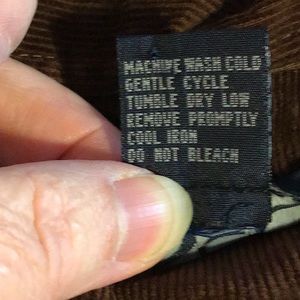 MACHINE WASH COLD
GENTLE CYCLE
TUMBLE DRY LOW
REMOVE PROMPTLY
COOL IRON
DO NOT BLEACH